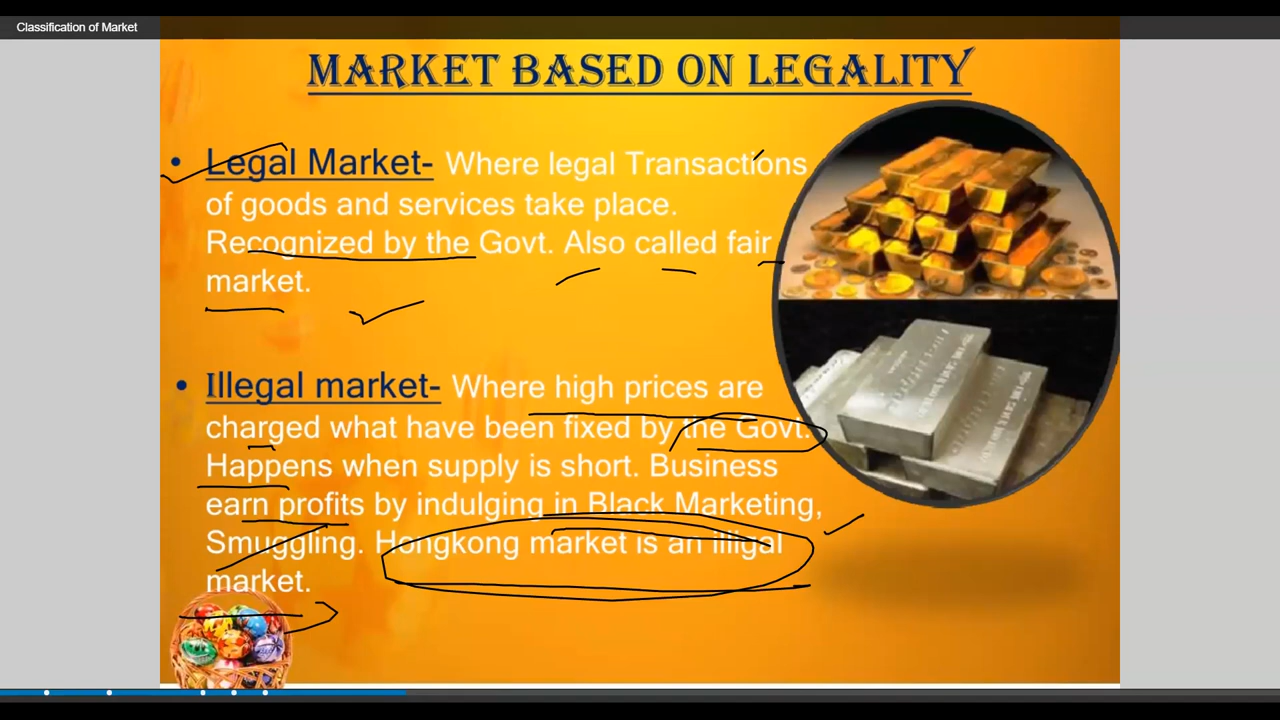 Classification of Market
MARKET BASED ON LEGALITY
• Legal Market- Where legal Transactions
of goods and services take place.
Recognized by the Govt. Also called fair
market.
• Illegal market- Where high prices are
charged what have been fixed by the Govt.
Happens when supply is short. Business
earn profits by indulging in Black Marketing,
Smuggling. Hongkong market is an illigal
market.